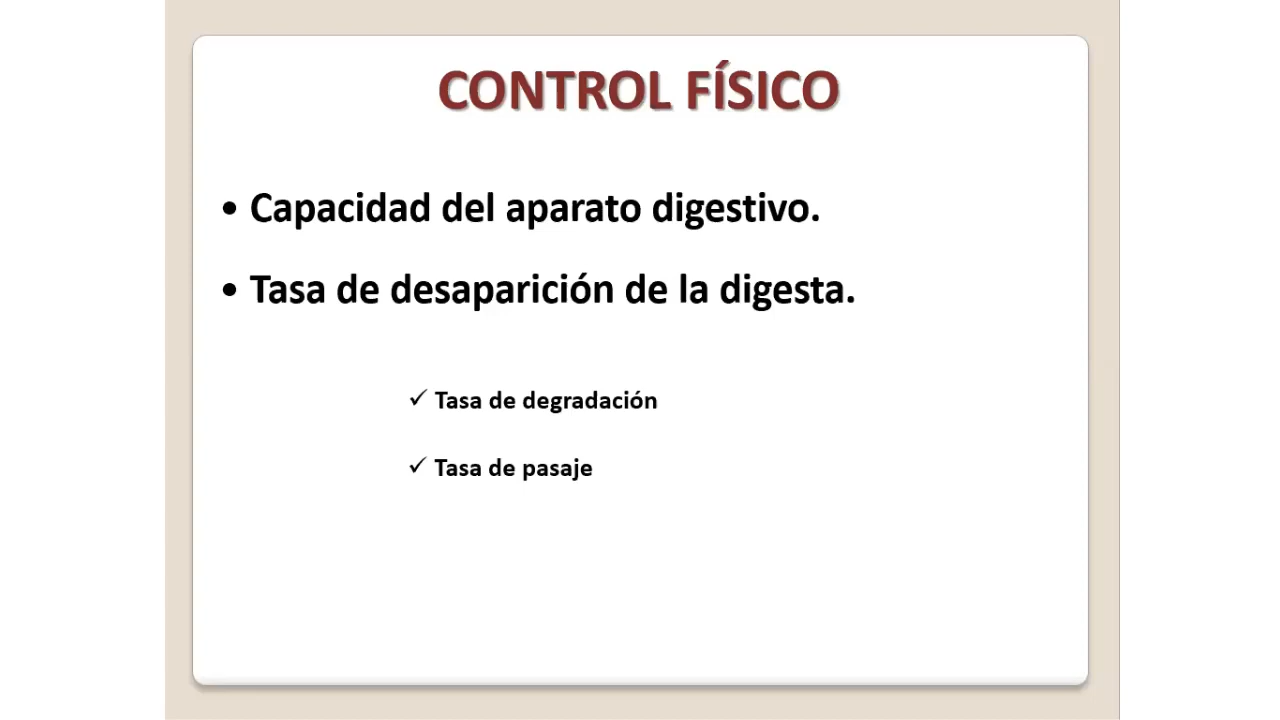 CONTROL FÍSICO
• Capacidad del aparato digestivo.
• Tasa de desaparición de la digesta.
✓ Tasa de degradación
✓ Tasa de pasaje